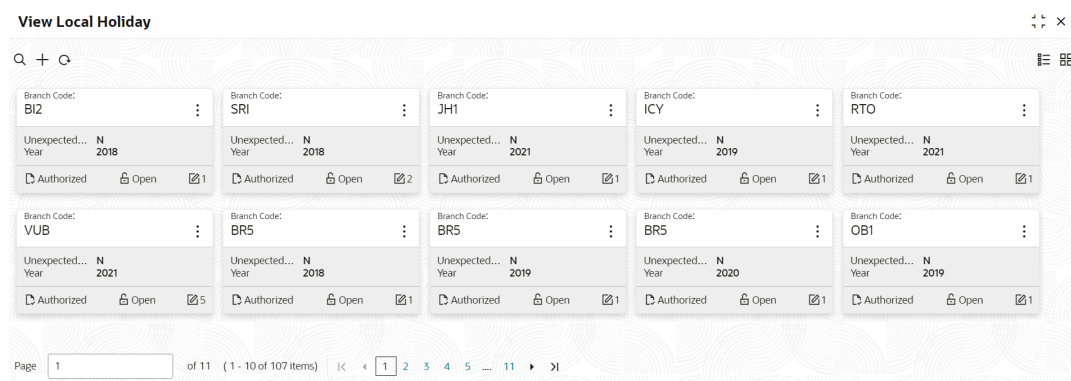 View Local Holiday
Branch Code: Branch Code: Branch Code: Branch Code: Branch Code:
BI2 SRI JH1 ICY RTO
Unexpected... N Unexpected... N Unexpected... N Unexpected... N Unexpected... N
Year 2018 Year 2018 Year 2021 Year 2019 Year 2021
Authorized Open 1 Authorized Open 2 Authorized Open 1 Authorized Open 1 Authorized Open 1
Branch Code: Branch Code: Branch Code: Branch Code: Branch Code:
VUB BR5 BR5 BR5 OB1
Unexpected... N Unexpected... N Unexpected... N Unexpected... N Unexpected... N
Year 2021 Year 2018 Year 2019 Year 2020 Year 2019
Authorized Open 5 Authorized Open 1 Authorized Open 1 Authorized Open 1 Authorized Open 1
Page 1 of 11 ( 1 - 10 of 107 items) 1 2 3 4 5 .... 11